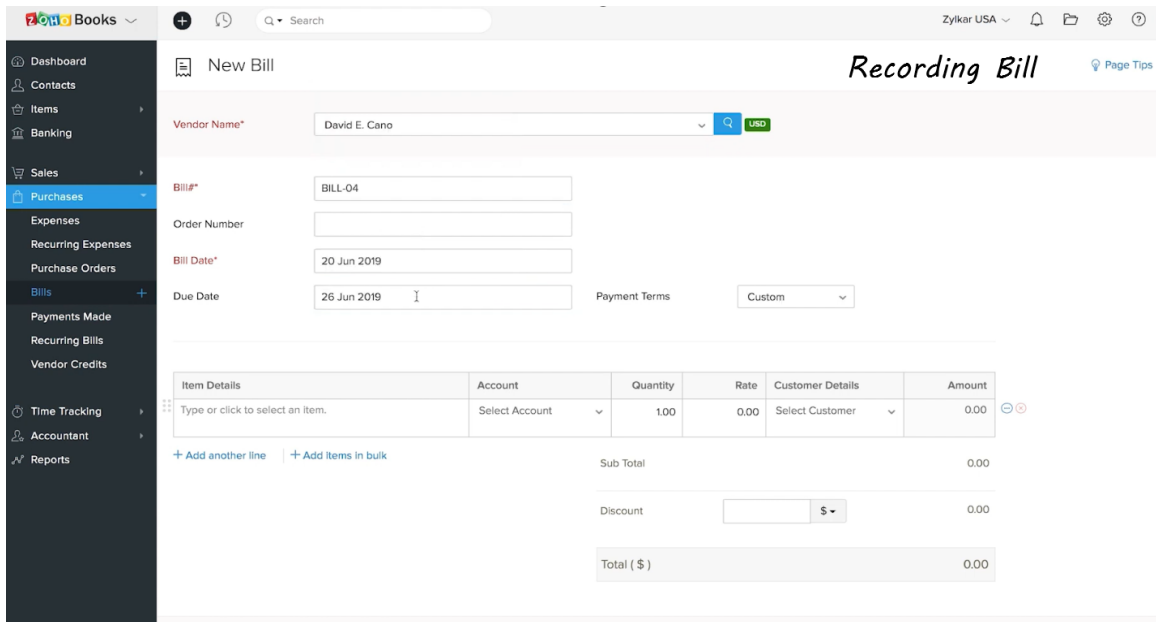 ZOHO Books
Search
Zylkar USA
Dashboard
Contacts
Items
Banking
Sales
Purchases
Expenses
Recurring Expenses
Purchase Orders
Bills
Payments Made
Recurring Bills
Vendor Credits
Time Tracking
Accountant
Reports
New Bill
Recording Bill
Page Tips
Vendor Name* David E. Cano USD
Bill#* BILL-04
Order Number
Bill Date* 20 Jun 2019
Due Date 26 Jun 2019 Payment Terms Custom
Item Details Account Quantity Rate Customer Details Amount
Type or click to select an item. Select Account 1.00 0.00 Select Customer 0.00
+ Add another line + Add Items in bulk
Sub Total 0.00
Discount $ 0.00
Total ( $ ) 0.00